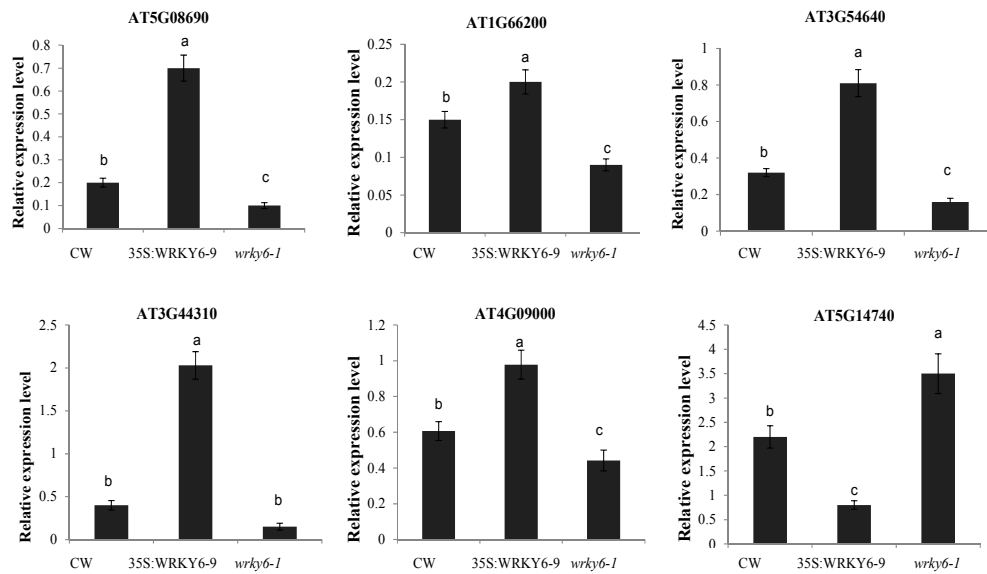 AT5G08690
Relative expression level
0.8
0.7
0.6
0.5
0.4
0.3
0.2
0.1
0
b
a
c
CW 35S:WRKY6-9 wrky6-1
AT1G66200
Relative expression level
0.25
0.2
0.15
0.1
0.05
0
b
a
c
CW 35S:WRKY6-9 wrky6-1
AT3G54640
Relative expression level
1
0.8
0.6
0.4
0.2
0
b
a
c
CW 35S:WRKY6-9 wrky6-1
AT3G44310
Relative expression level
2.5
2
1.5
1
0.5
0
b
a
b
CW 35S:WRKY6-9 wrky6-1
AT4G09000
Relative expression level
1.2
1
0.8
0.6
0.4
0.2
0
b
a
c
CW 35S:WRKY6-9 wrky6-1
AT5G14740
Relative expression level
4.5
4
3.5
3
2.5
2
1.5
1
0.5
0
b
c
a
CW 35S:WRKY6-9 wrky6-1